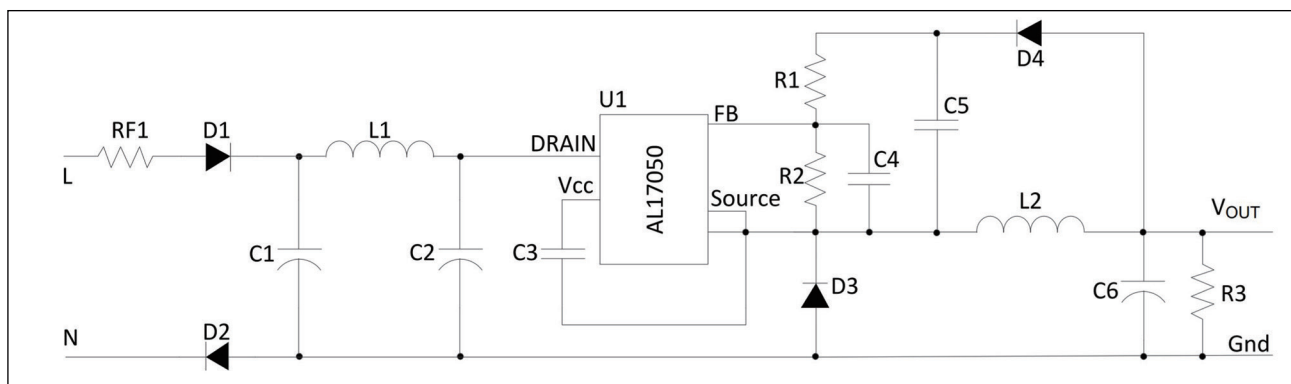 R1
D4
U1
FB
C5
RF1
D1
L1
DRAIN
C4
L
Vcc
AL17050
R2
Source
L2
VOUT
C1
C2
C3
D3
C6
R3
N
D2
Gnd